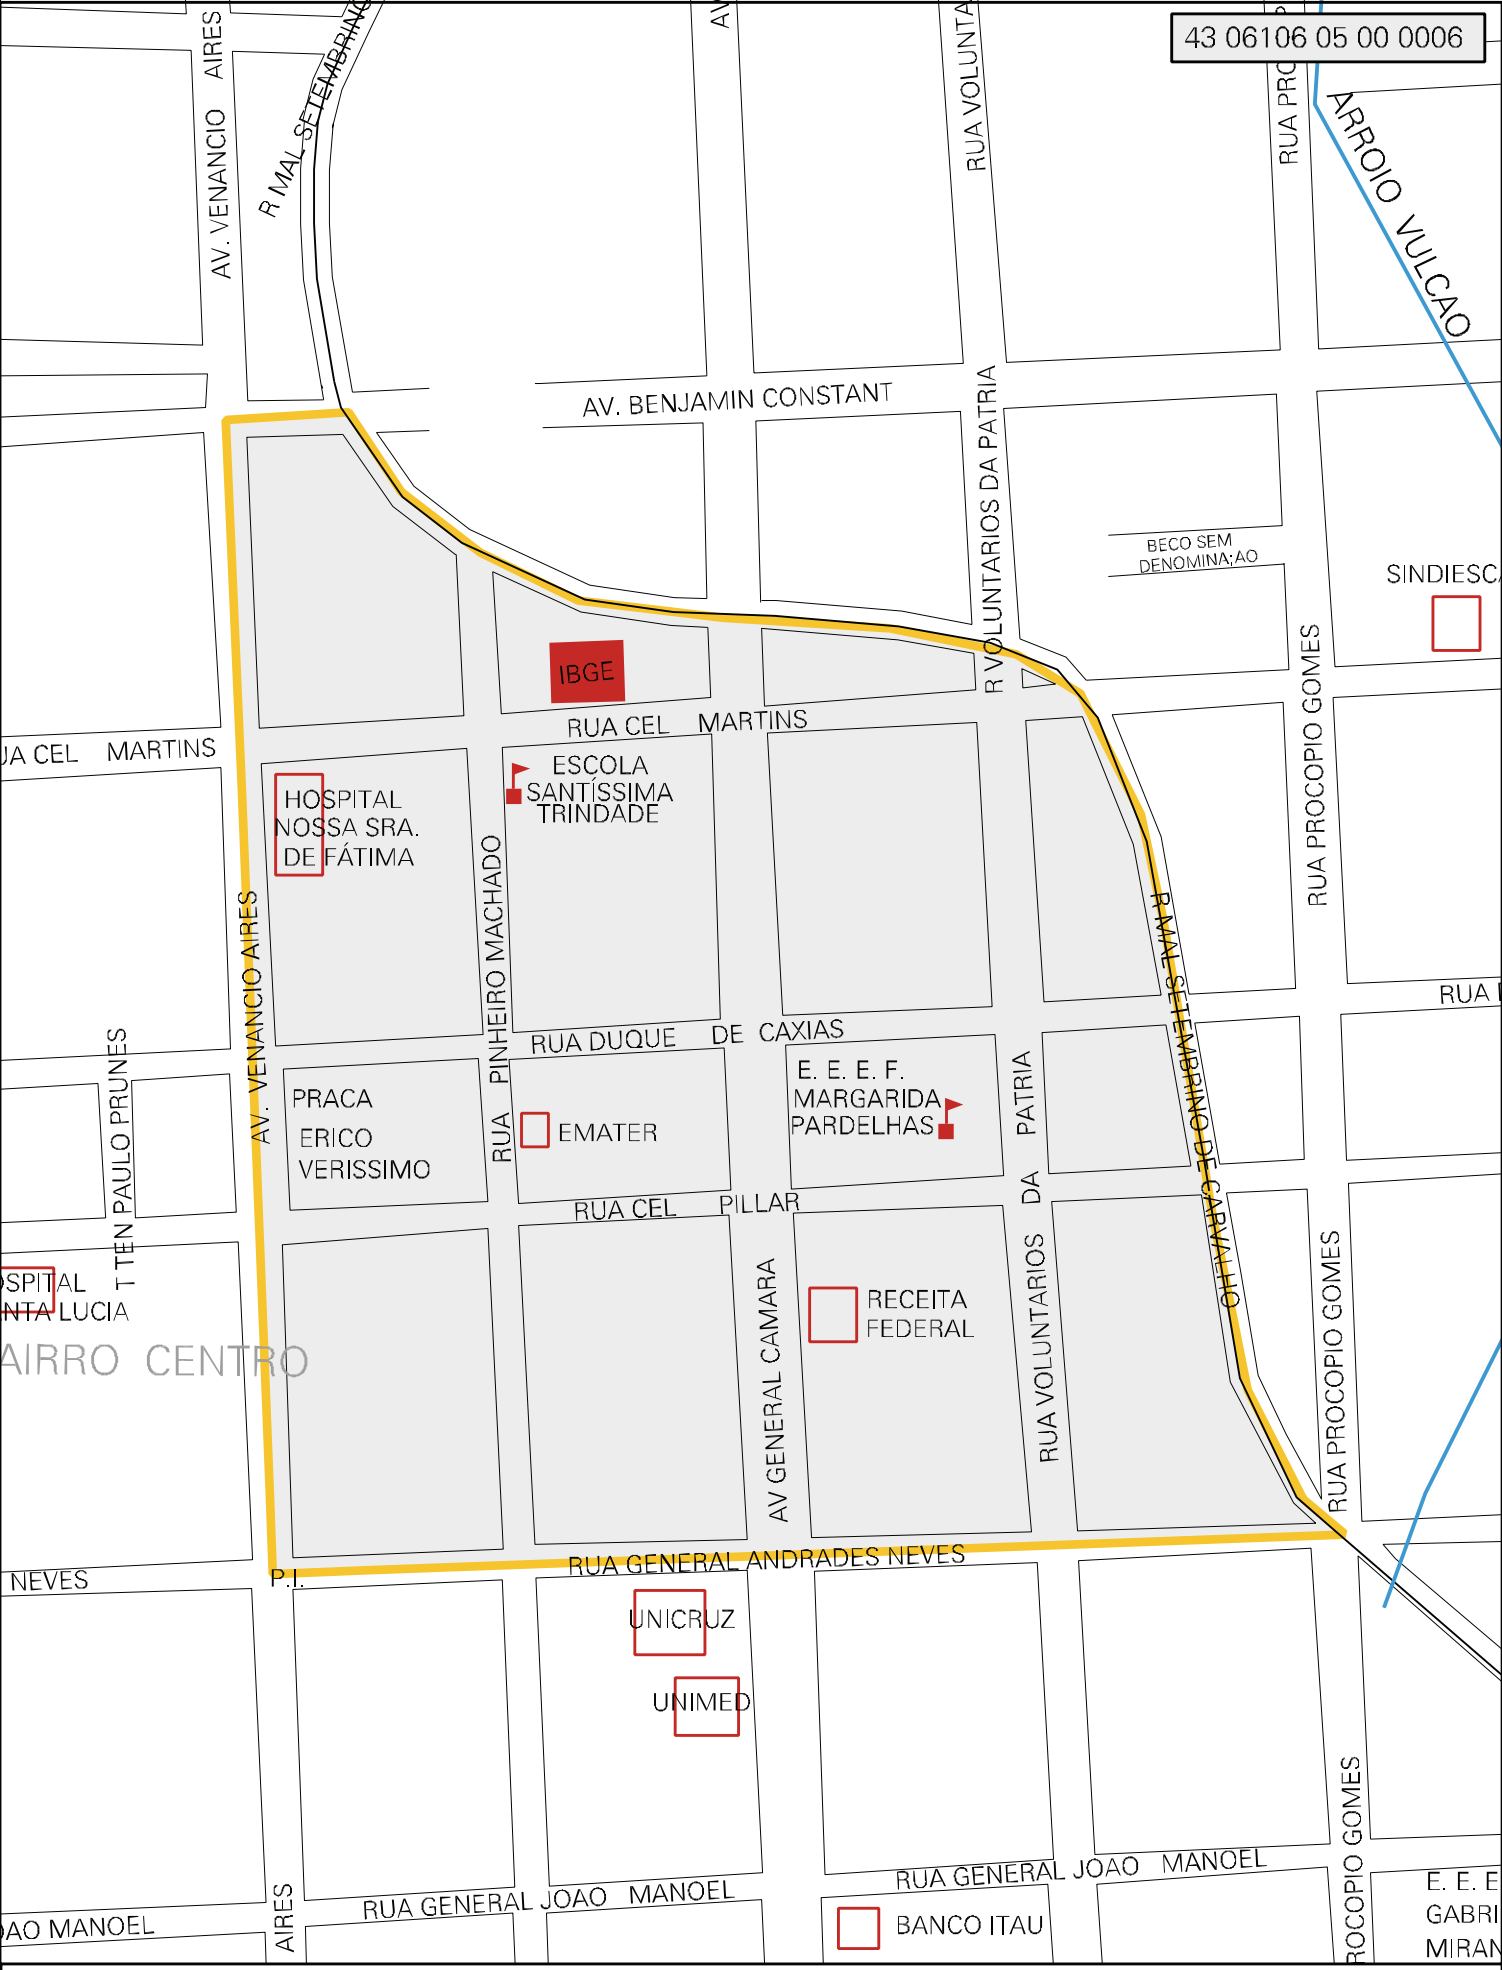 43 06106 05 00 0006
AV. VENANCIO AIRES
R MAL SETEMBRINO
AV
RUA VOLUNTA
RUA PROC
ARROIO VULCAO
AV. BENJAMIN CONSTANT
R VOLUNTARIOS DA PATRIA
BECO SEM
DENOMINA;AO
SINDIESCA
RUA PROCOPIO GOMES
IBGE
RUA CEL MARTINS
UA CEL MARTINS
ESCOLA
SANTÍSSIMA
TRINDADE
HOSPITAL
NOSSA SRA.
DE FÁTIMA
AV. VENANCIO AIRES
RUA PINHEIRO MACHADO
R MAL SETEMBRINO DE CARVALHO
RUA
RUA DUQUE DE CAXIAS
T TEN PAULO PRUNES
PRACA
ERICO
VERISSIMO
EMATER
E. E. E. F.
MARGARIDA
PARDELHAS
RUA VOLUNTARIOS DA PATRIA
RUA CEL PILLAR
OSPITAL
NTA LUCIA
AIRRO CENTRO
AV GENERAL CAMARA
RECEITA
FEDERAL
RUA PROCOPIO GOMES
NEVES
P.I.
RUA GENERAL ANDRADES NEVES
UNICRUZ
UNIMED
ROCOPIO GOMES
RUA GENERAL JOAO MANOEL
RUA GENERAL JOAO MANOEL
OAO MANOEL
AIRES
BANCO ITAU
E. E. E
GABRI
MIRAN